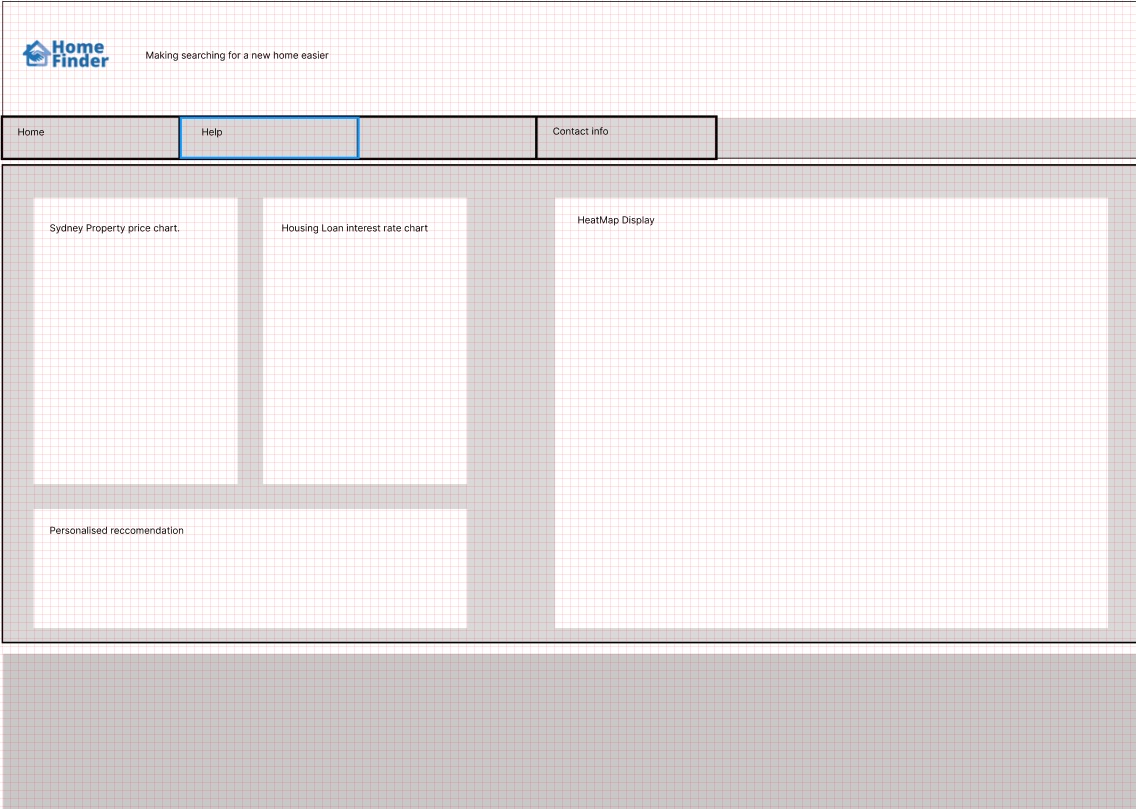 Home
Finder
Making searching for a new home easier
Home
Help
Contact info
Sydney Property price chart.
Housing Loan interest rate chart
HeatMap Display
Personalised reccomendation